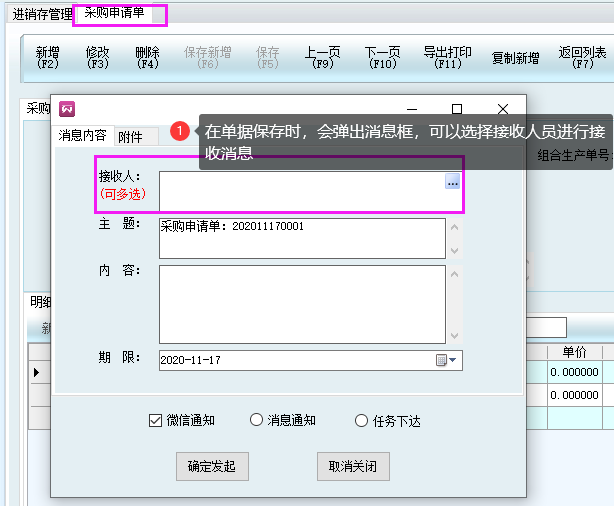 进销存管理 采购申请单
新增 修改 删除 保存新增 保存 上一页 下一页 导出打印 复制新增 返回列表
(F2) (F3) (F4) (F6) (F5) (F9) (F10) (F11) (F7)
采购
消息内容 附件
1 在单据保存时，会弹出消息框，可以选择接收人员进行接
收消息
组合生产单号:
接收人：
(可多选)
...
主 题： 采购申请单：202011170001
内 容：
明细
新
期 限： 2020-11-17
单价
0.000000
0.000000
微信通知 消息通知 任务下达
确定发起 取消关闭